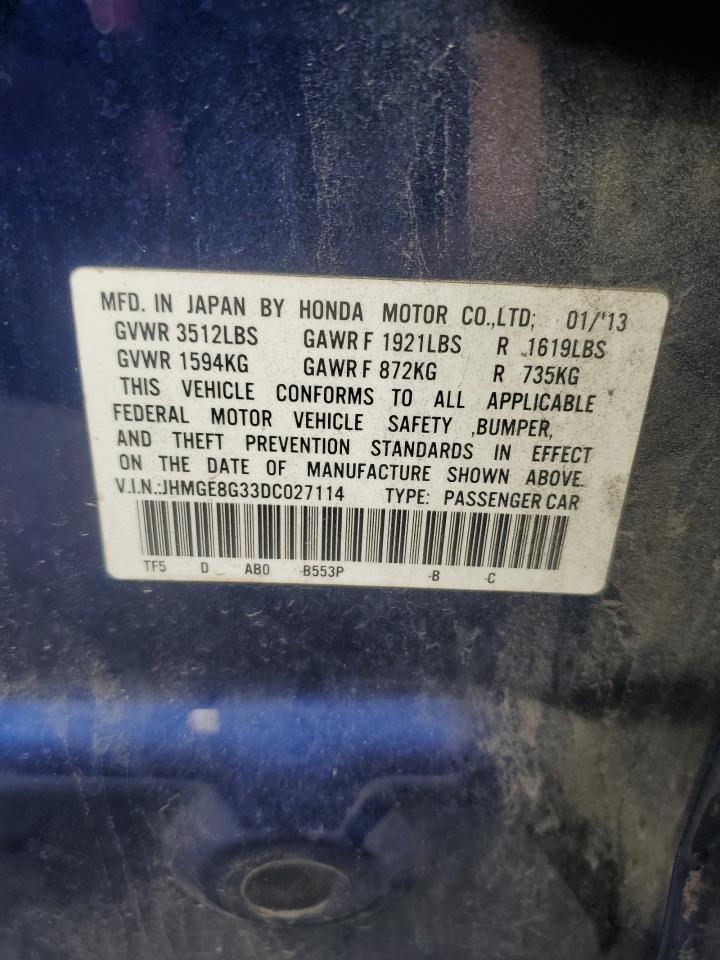 MFD. IN JAPAN BY HONDA MOTOR CO.,LTD; 01/'13
GVWR 3512LBS GAWR F 1921LBS R 1619LBS
GVWR 1594KG GAWR F 872KG R 735KG
THIS VEHICLE CONFORMS TO ALL APPLICABLE
FEDERAL MOTOR VEHICLE SAFETY ,BUMPER,
AND THEFT PREVENTION STANDARDS IN EFFECT
ON THE DATE OF MANUFACTURE SHOWN ABOVE.
V.I.N.:JHMGE8G33DC027114 TYPE: PASSENGER CAR
TF5 D AB0 -B553P -B -C